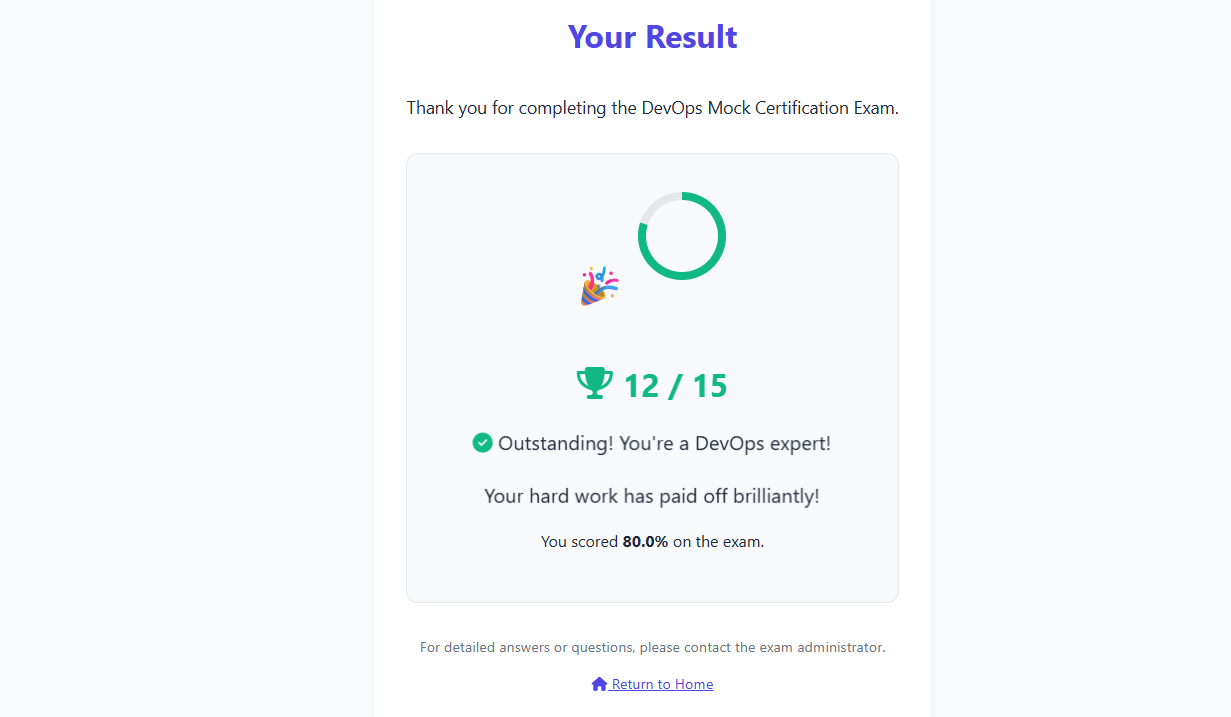 Your Result
Thank you for completing the DevOps Mock Certification Exam.
12 / 15
Outstanding! You're a DevOps expert!
Your hard work has paid off brilliantly!
You scored 80.0% on the exam.
For detailed answers or questions, please contact the exam administrator.
Return to Home